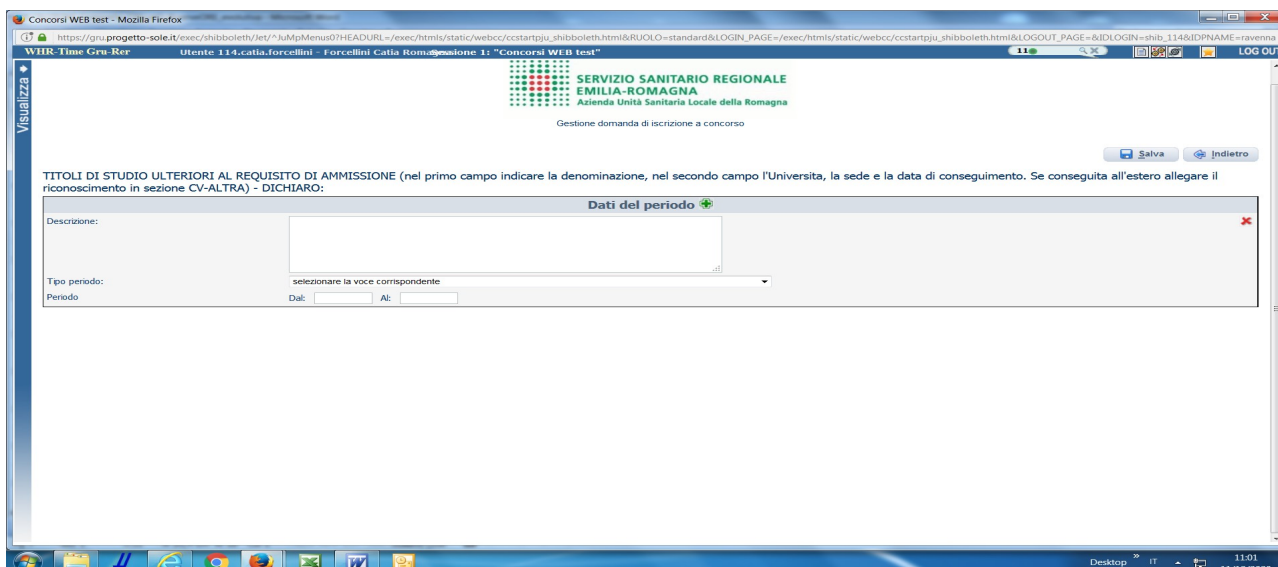 Concorsi WEB test - Mozilla Firefox
https://gru.progetto-sole.it/exec/shibboleth/Jet/^JuMpMenus0?HEADURL=/exec/htmls/static/webcc/ccstartpju_shibboleth.html&RUOLO=standard&LOGIN_PAGE=/exec/htmls/static/webcc/ccstartpju_shibboleth.html&LOGOUT_PAGE=&IDLOGIN=shib_114&IDPNAME=ravenna
WHR-Time Gru-Rer Utente 114.catia.forcellini - Forcellini Catia Sessione 1: "Concorsi WEB test" 11 LOG OU
Visualizza
SERVIZIO SANITARIO REGIONALE
EMILIA-ROMAGNA
Azienda Unità Sanitaria Locale della Romagna
Gestione domanda di iscrizione a concorso
Salva Indietro
TITOLI DI STUDIO ULTERIORI AL REQUISITO DI AMMISSIONE (nel primo campo indicare la denominazione, nel secondo campo l'Universita, la sede e la data di conseguimento. Se conseguita all'estero allegare il
riconoscimento in sezione CV-ALTRA) - DICHIARO:
Dati del periodo
Descrizione:
Tipo periodo: selezionare la voce corrispondente
Periodo Dal: Al:
Desktop » IT 11:01